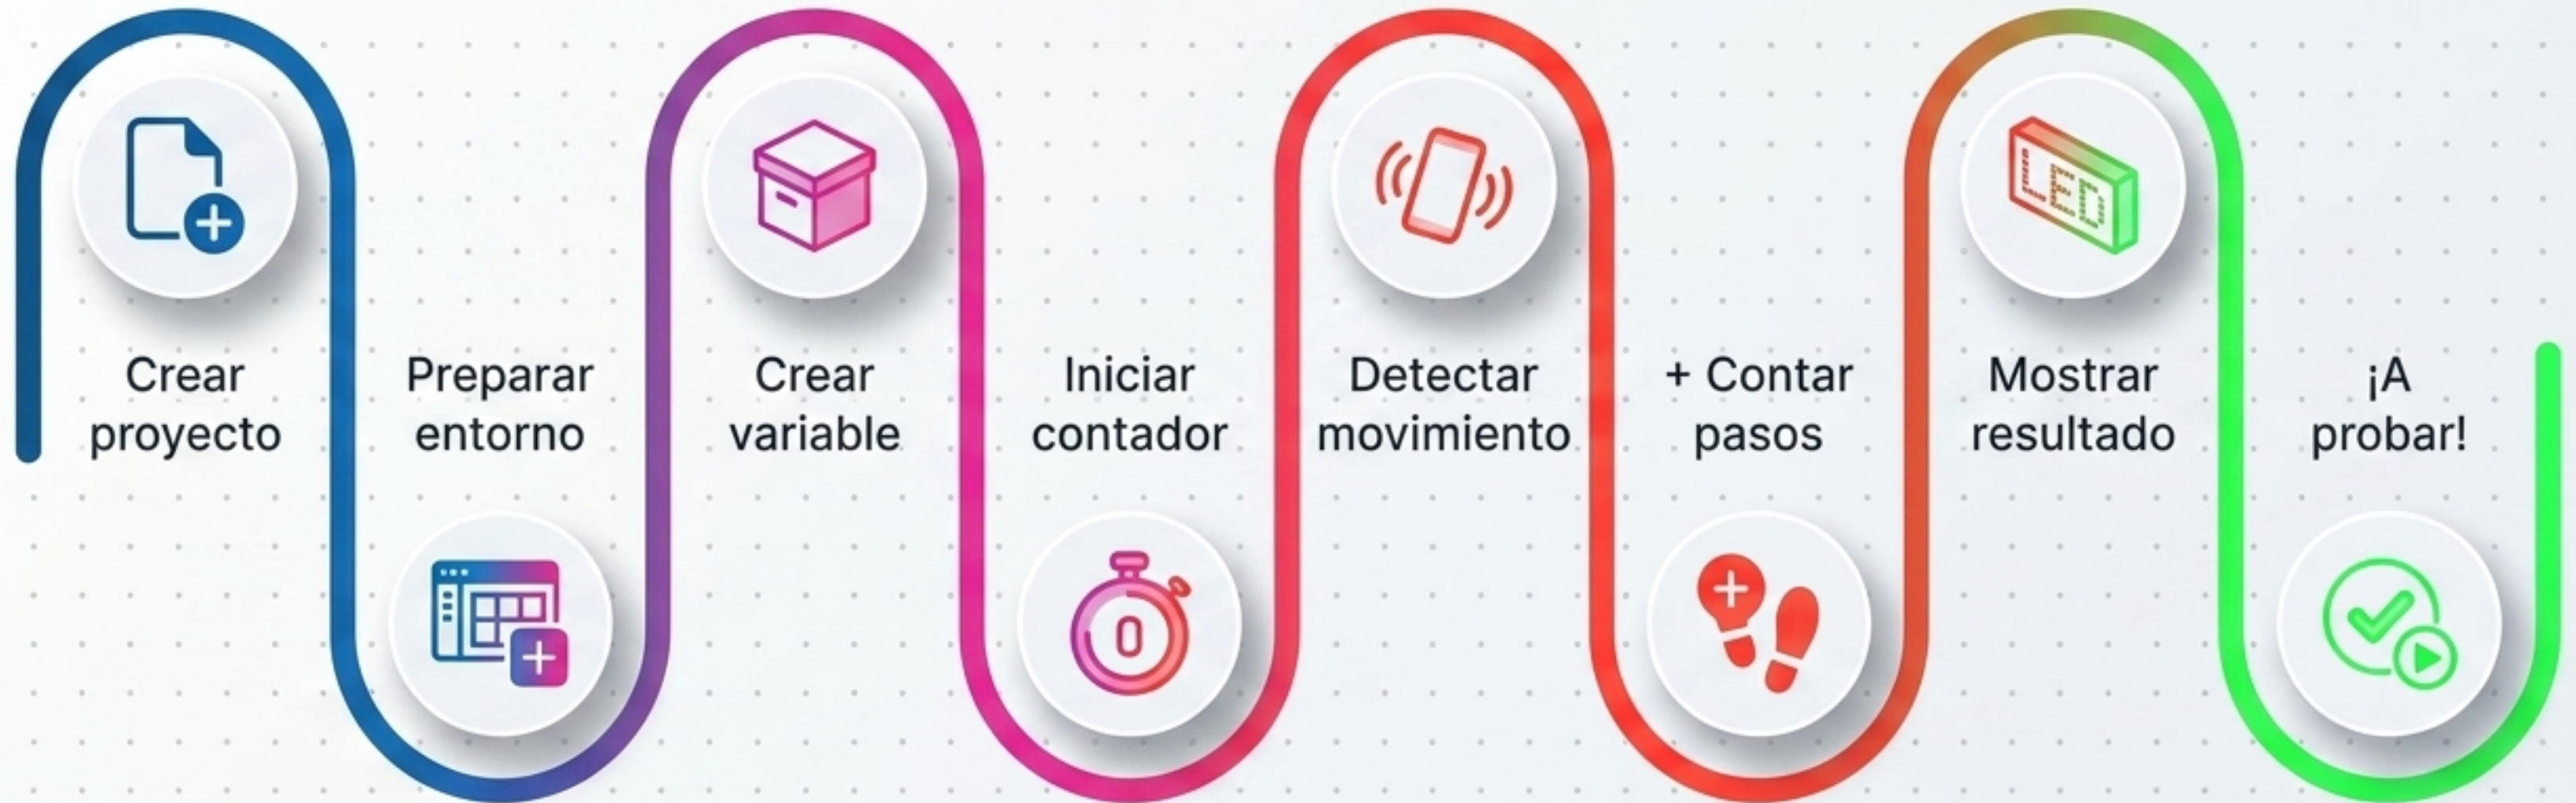 Crear
proyecto
Preparar
entorno
Crear
variable
Iniciar
contador
0
Detectar
movimiento
+ Contar
pasos
LED
Mostrar
resultado
¡A
probar!